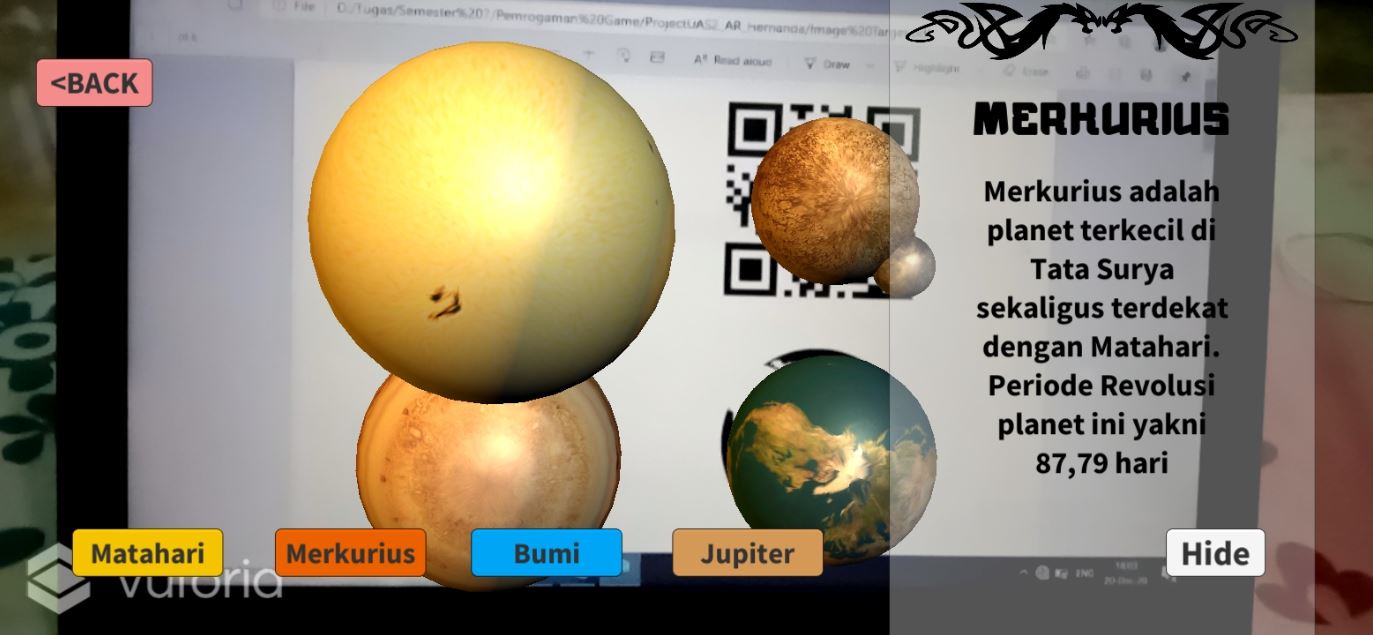 File
D:/Tugas/Semester%207/Pemrogaman%20Game/ProjectUAS2_AR_Hernanda/Image%20Targe
Read aloud
Draw
Highlight
Erase
<BACK
MERKURIUS
Merkurius adalah
planet terkecil di
Tata Surya
sekaligus terdekat
dengan Matahari.
Periode Revolusi
planet ini yakni
87,79 hari
Matahari
Merkurius
Bumi
Jupiter
Hide
vuforia
ENG